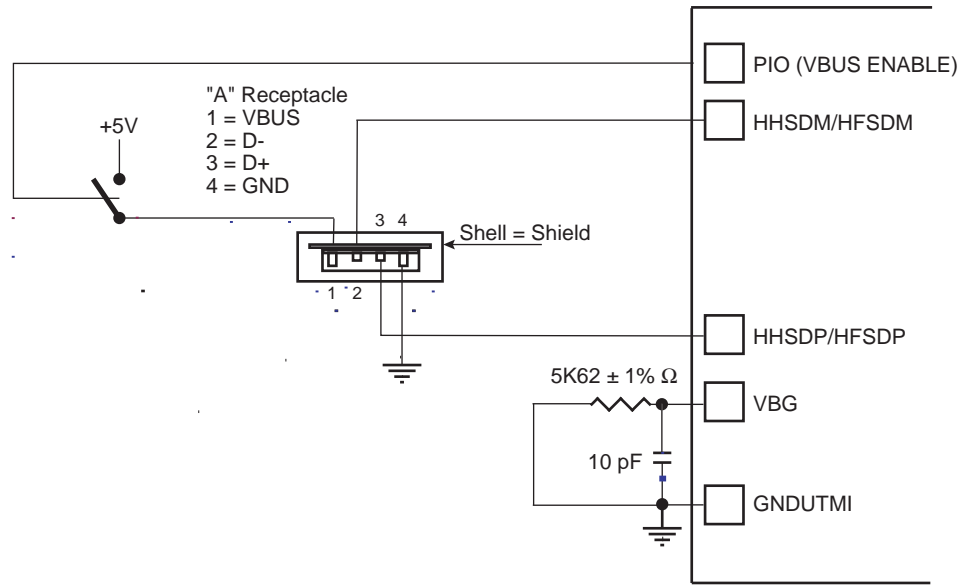 PIO (VBUS ENABLE)
"A" Receptacle
1 = VBUS
2 = D-
3 = D+
4 = GND
+5V
HHSDM/HFSDM
3 4
Shell = Shield
1 2
HHSDP/HFSDP
5K62 ± 1% Ω
VBG
10 pF
GNDUTMI